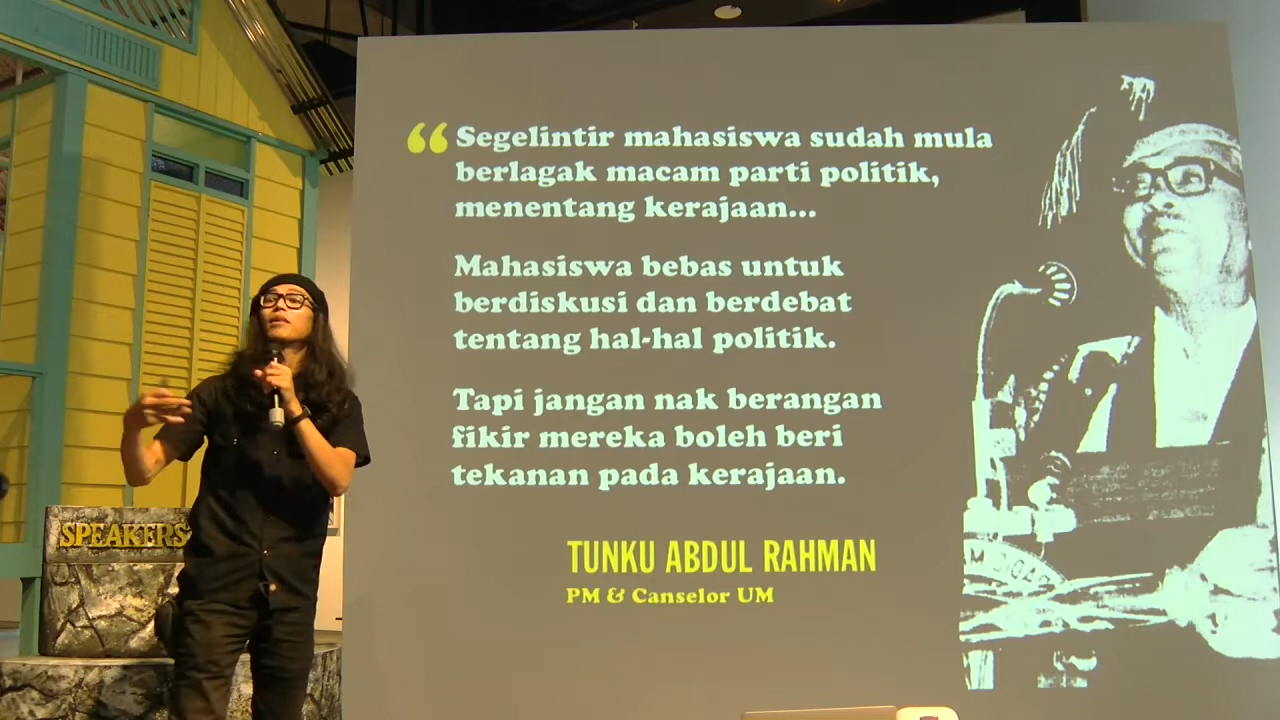 “Segelintir mahasiswa sudah mula
berlagak macam parti politik,
menentang kerajaan...
Mahasiswa bebas untuk
berdiskusi dan berdebat
tentang hal-hal politik.
Tapi jangan nak berangan
fikir mereka boleh beri
tekanan pada kerajaan.
TUNKU ABDUL RAHMAN
PM & Canselor UM
SPEAKERS'